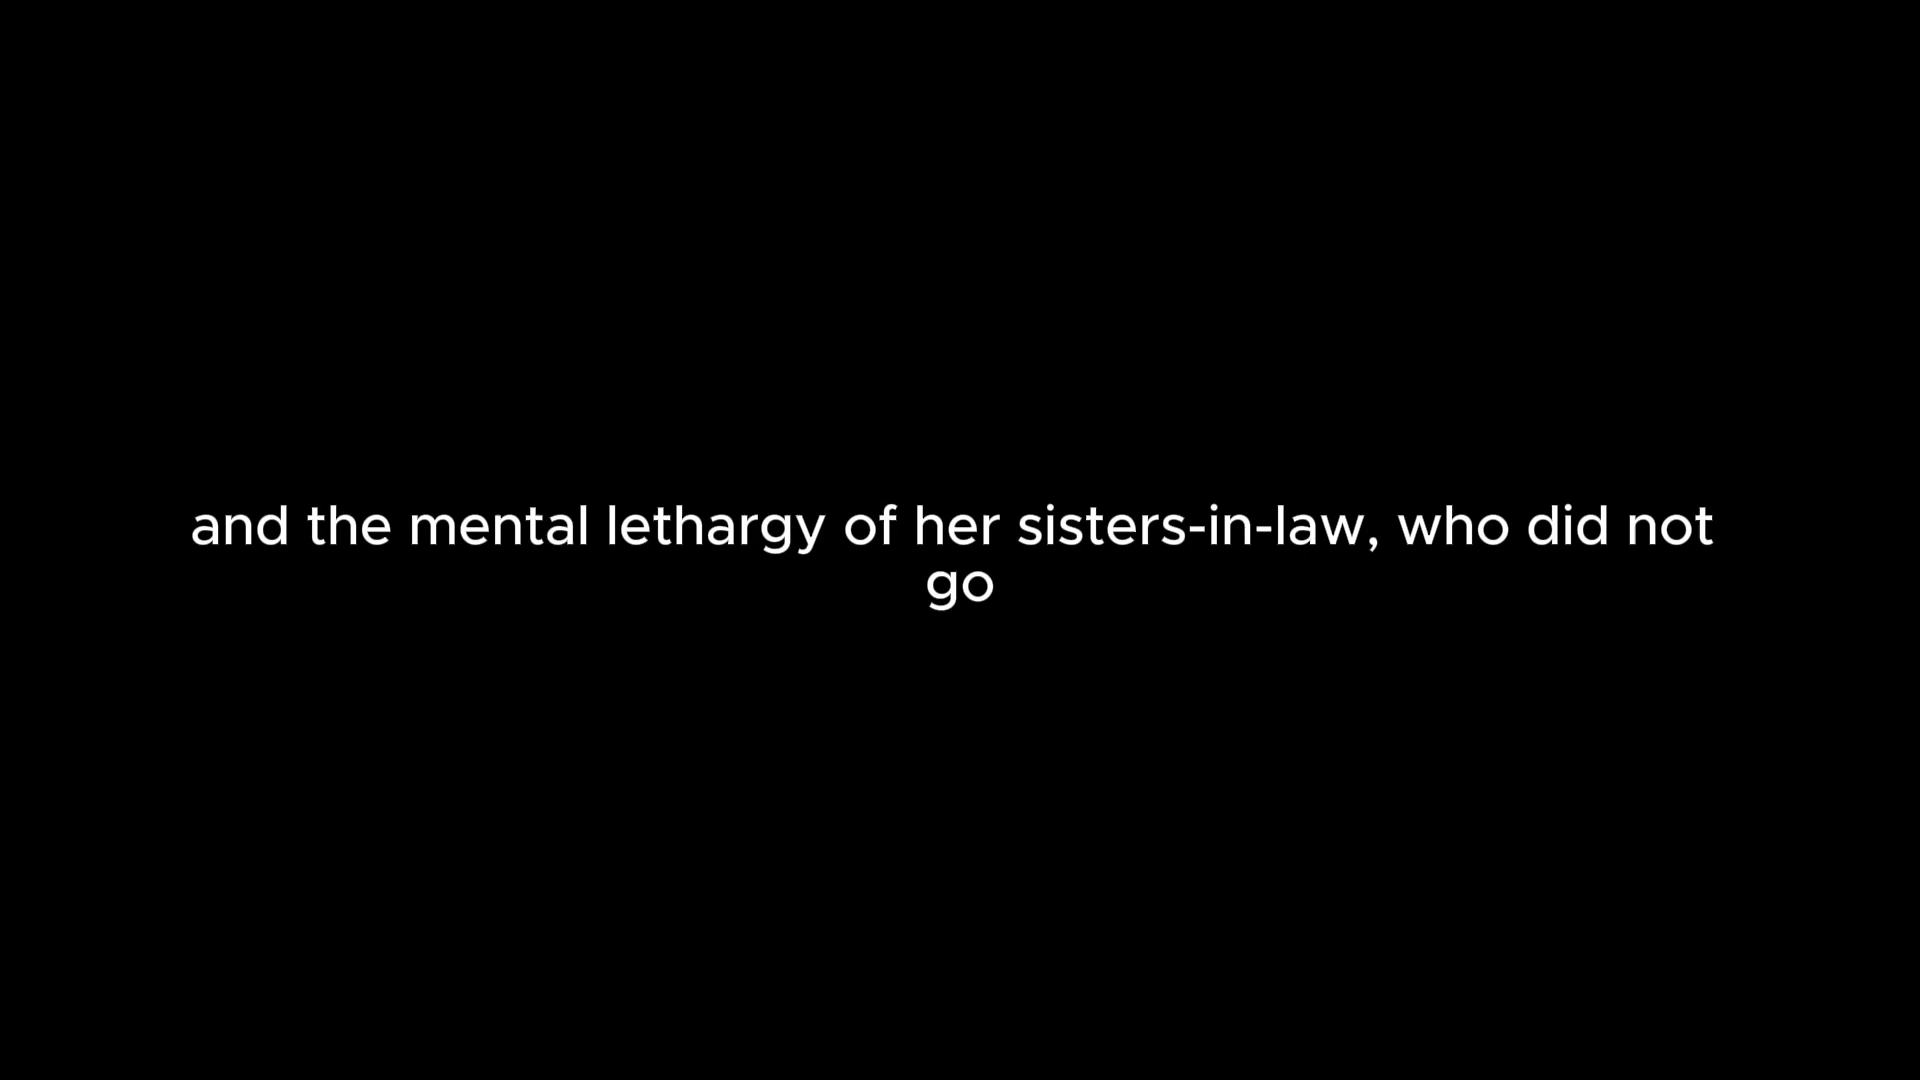 and the mental lethargy of her sisters-in-law, who did not
go